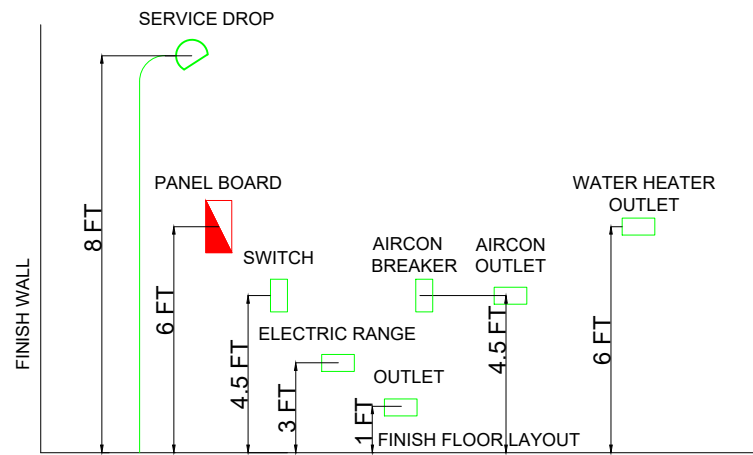 SERVICE DROP
PANEL BOARD
WATER HEATER
OUTLET
8 FT
SWITCH
AIRCON
BREAKER
AIRCON
OUTLET
FINISH WALL
6 FT
4.5 FT
ELECTRIC RANGE
3 FT
OUTLET
1 FT
4.5 FT
6 FT
FINISH FLOOR LAYOUT